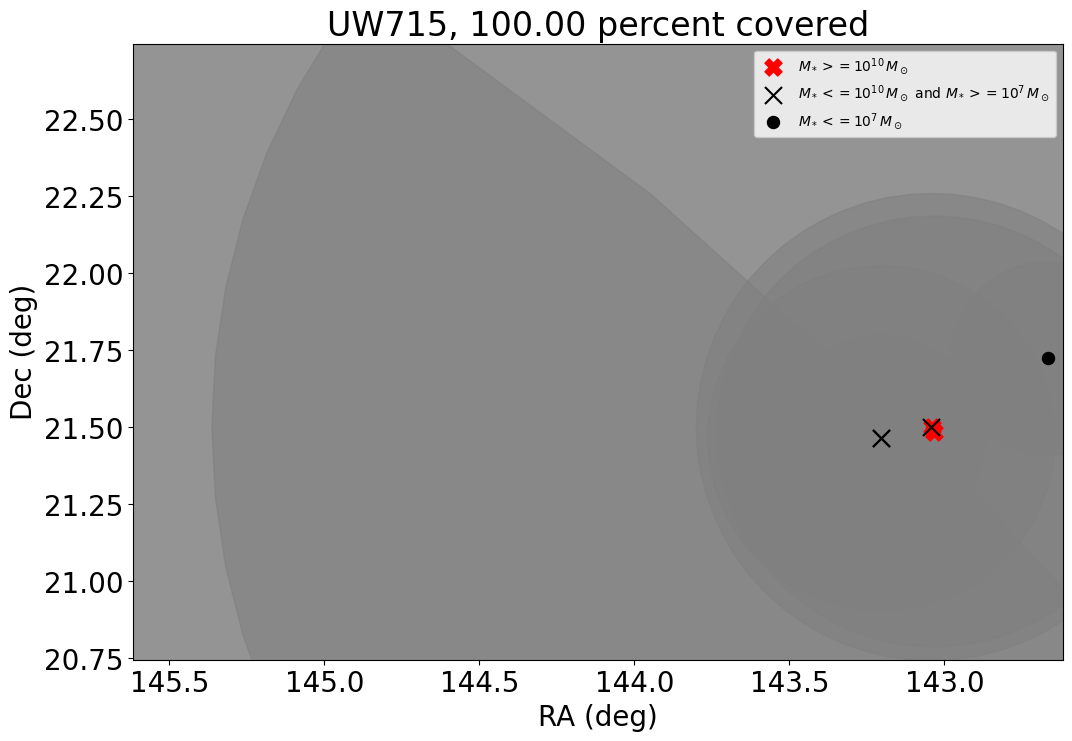 UW715, 100.00 percent covered
M* >= 10^10 M⊙
M* <= 10^10 M⊙ and M* >= 10^7 M⊙
M* <= 10^7 M⊙
22.50
22.25
22.00
21.75
21.50
21.25
21.00
20.75
Dec (deg)
145.5 145.0 144.5 144.0 143.5 143.0
RA (deg)